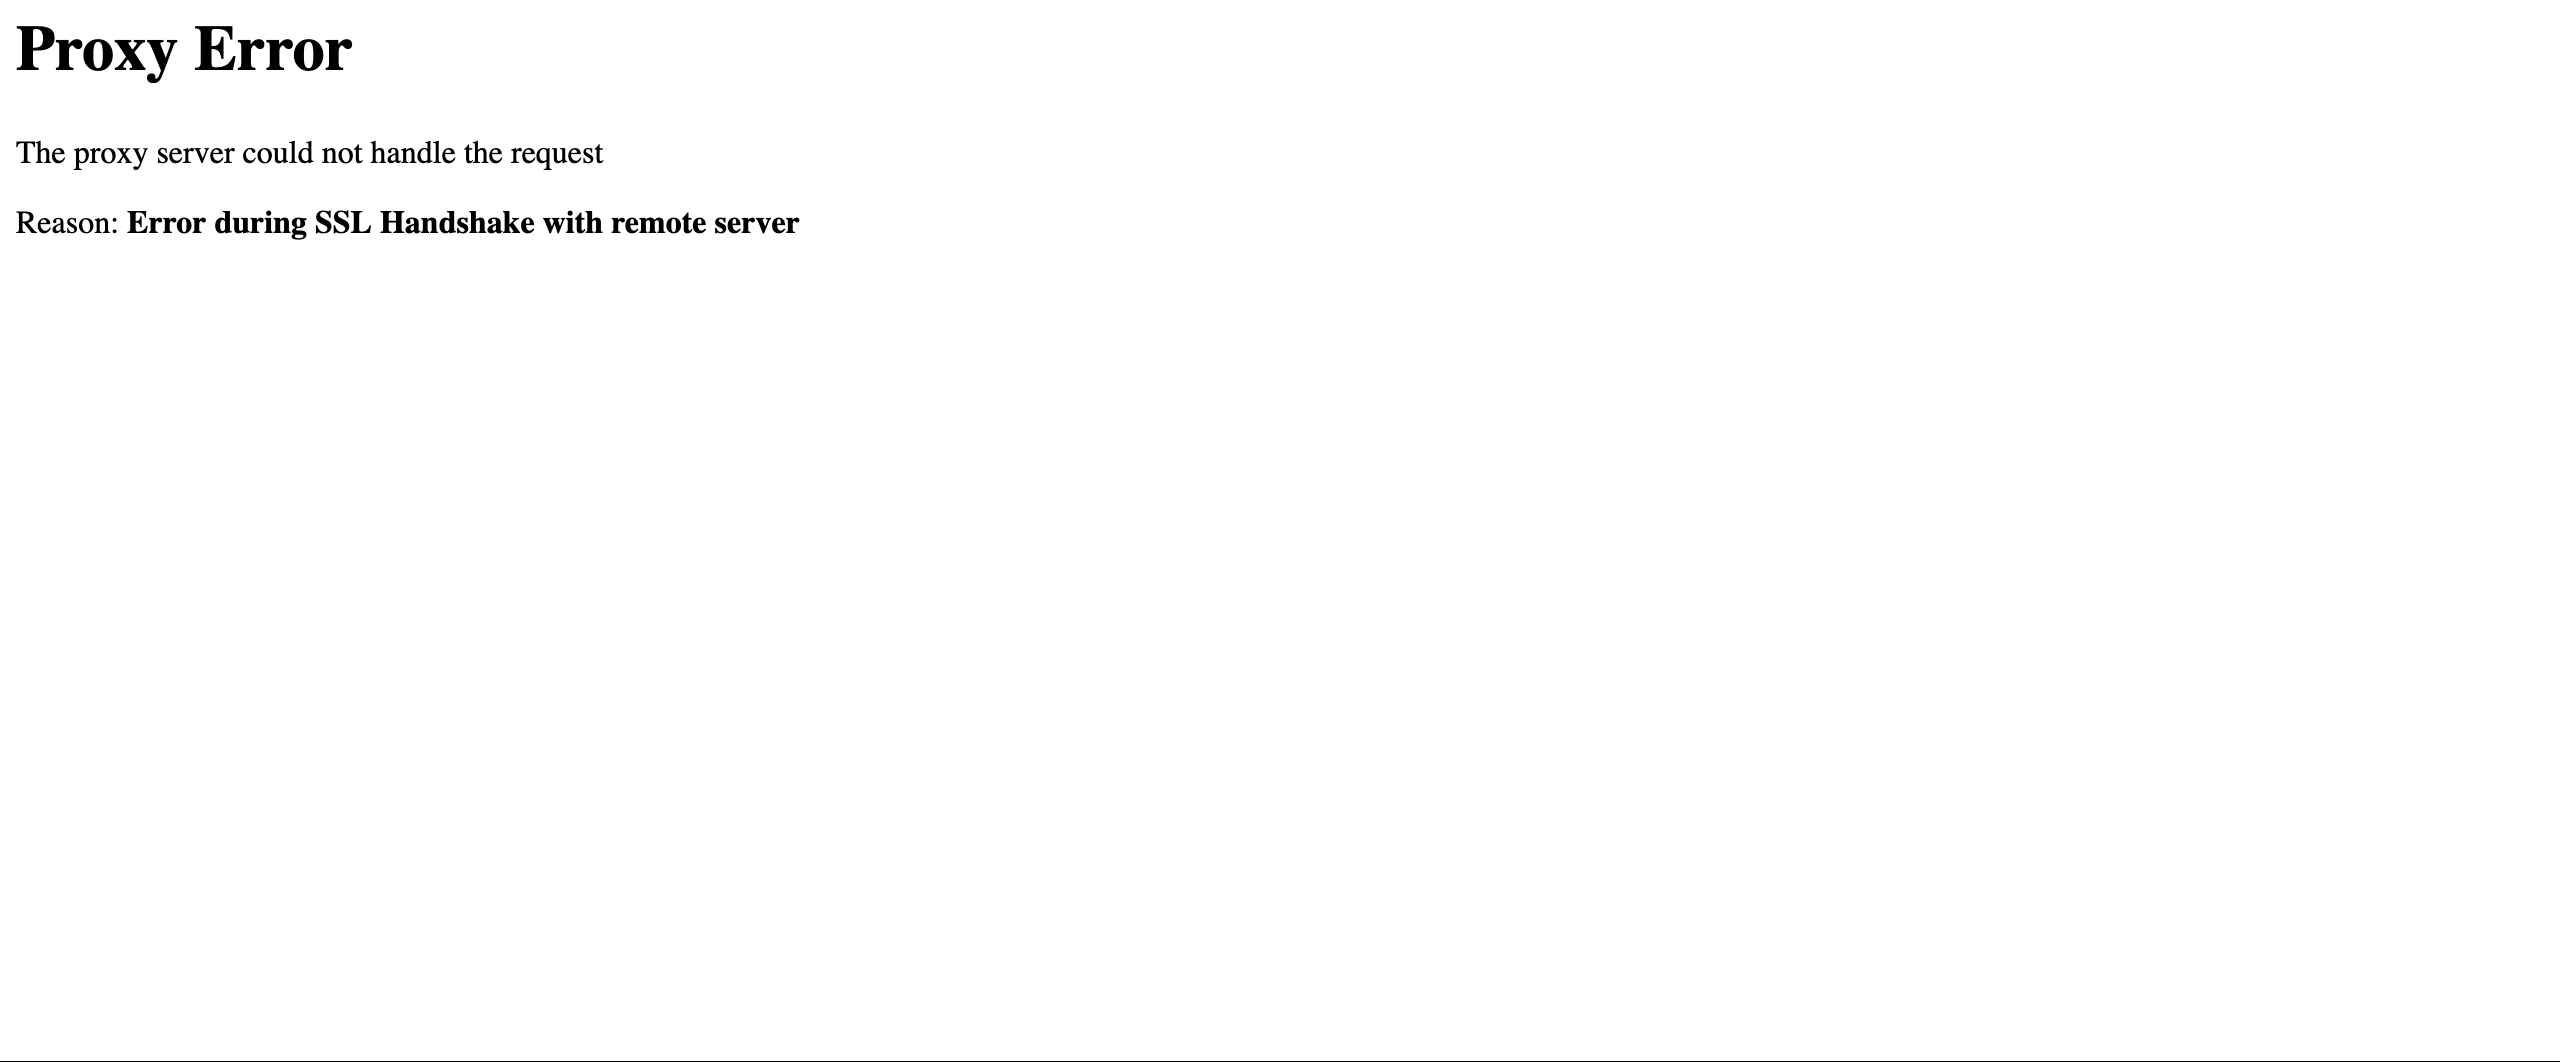 Proxy Error
The proxy server could not handle the request
Reason: Error during SSL Handshake with remote server